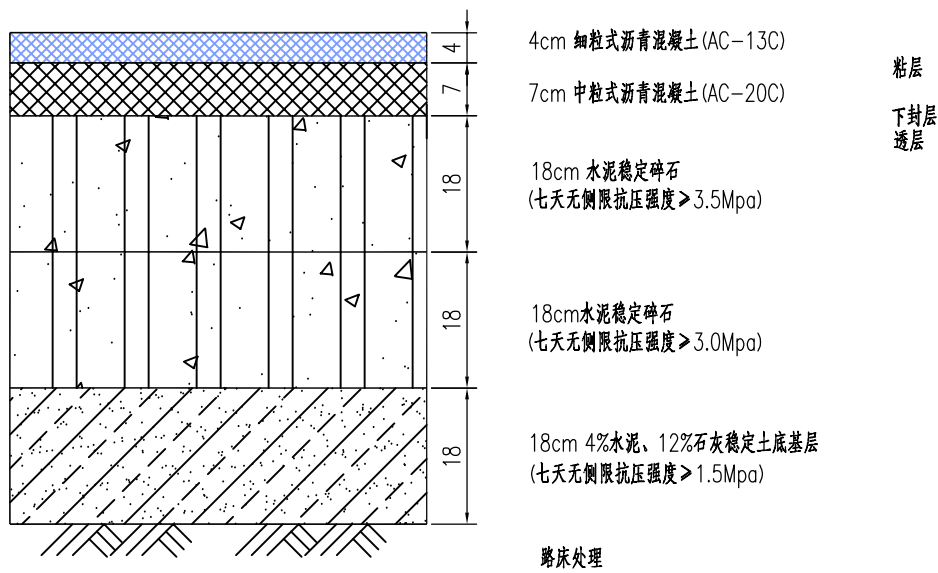 4
4cm 细粒式沥青混凝土(AC-13C)
粘层
7
7cm 中粒式沥青混凝土(AC-20C)
下封层
透层
18
18cm 水泥稳定碎石
(七天无侧限抗压强度≥3.5Mpa)
18
18cm水泥稳定碎石
(七天无侧限抗压强度≥3.0Mpa)
18
18cm 4%水泥、12%石灰稳定土底基层
(七天无侧限抗压强度≥1.5Mpa)
路床处理